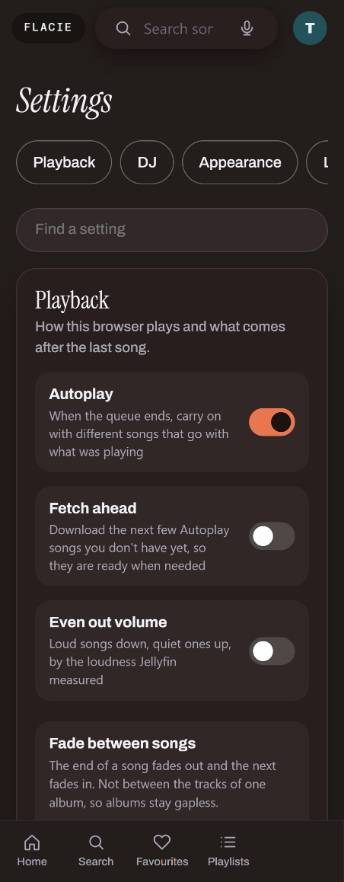 FLACIE
Search sor
T
Settings
Playback
DJ
Appearance
Find a setting
Playback
How this browser plays and what comes
after the last song.
Autoplay
When the queue ends, carry on
with different songs that go with
what was playing
Fetch ahead
Download the next few Autoplay
songs you don't have yet, so
they are ready when needed
Even out volume
Loud songs down, quiet ones up,
by the loudness Jellyfin
measured
Fade between songs
The end of a song fades out and the next
fades in. Not between the tracks of one
album, so albums stay gapless.
Home
Search
Favourites
Playlists